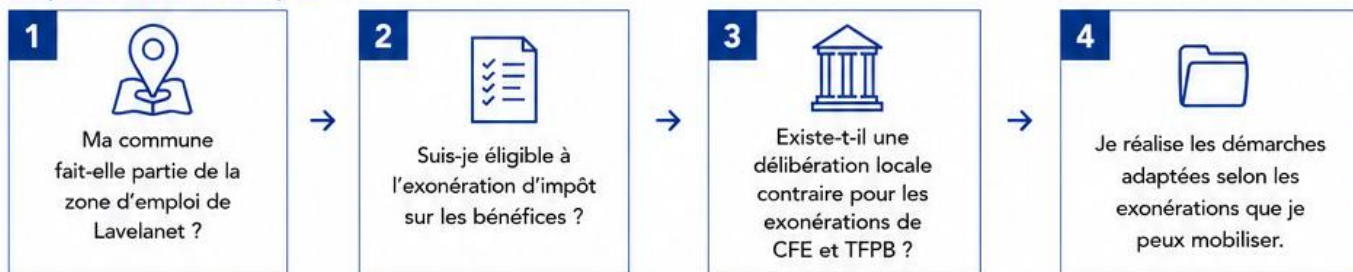 1
Ma commune
fait-elle partie de la
zone d'emploi de
Lavelanet ?
2
Suis-je éligible à
l'exonération d'impôt
sur les bénéfices ?
3
Existe-t-il une
délibération locale
contraire pour les
exonérations de
CFE et TFPB ?
4
Je réalise les démarches
adaptées selon les
exonérations que je
peux mobiliser.